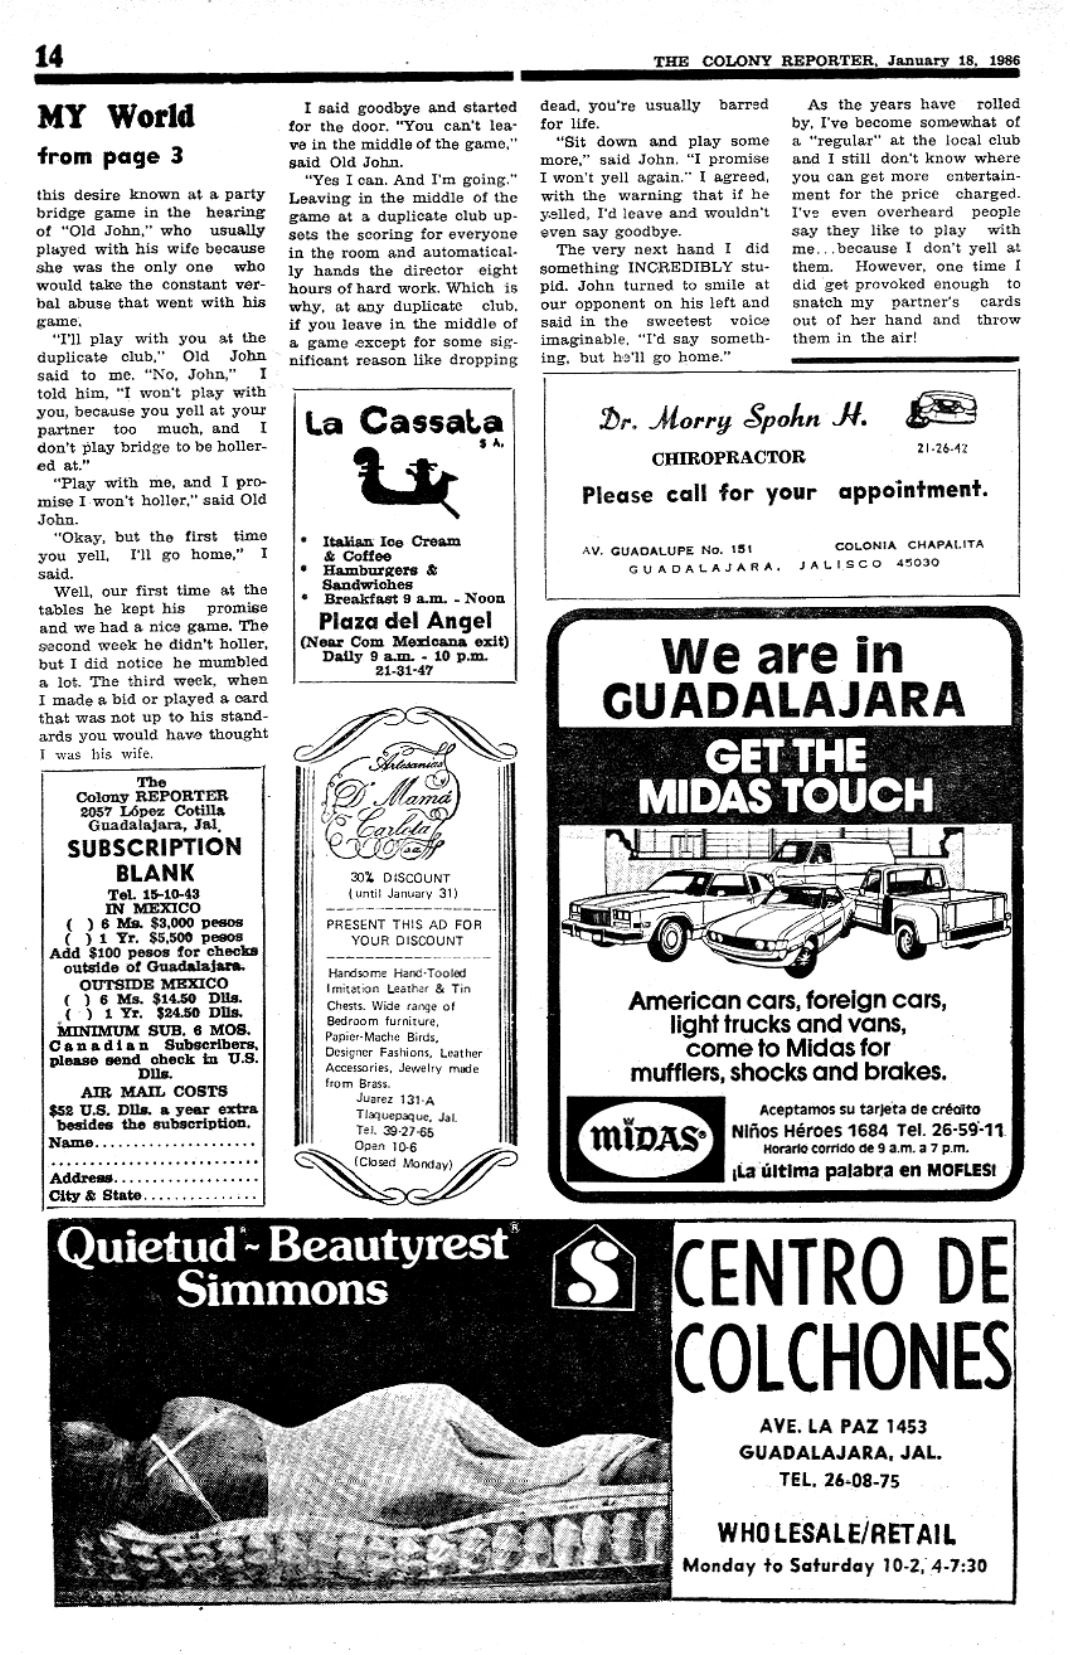 14
THE COLONY REPORTER, January 18, 1986
MY World
from page 3
this desire known at a party
bridge game in the hearing
of "Old John," who usually
played with his wife because
she was the only one who
would take the constant ver-
bal abuse that went with his
game.
"I'll play with you at the
duplicate club," Old John
said to me. "No, John," I
told him, "I won't play with
you, because you yell at your
partner too much, and I
don't play bridge to be holler-
ed at."
"Play with me, and I pro-
mise I won't holler," said Old
John.
"Okay, but the first time
you yell, I'll go home," I
said.
Well, our first time at the
tables he kept his promise
and we had a nice game. The
second week he didn't holler,
but I did notice he mumbled
a lot. The third week, when
I made a bid or played a card
that was not up to his stand-
ards you would have thought
I was his wife.
I said goodbye and started
for the door. "You can't lea-
ve in the middle of the game,"
said Old John.
"Yes I can. And I'm going."
Leaving in the middle of the
game at a duplicate club up-
sets the scoring for everyone
in the room and automatical-
ly hands the director eight
hours of hard work. Which is
why, at any duplicate club,
if you leave in the middle of
a game except for some sig-
nificant reason like dropping
dead, you're usually barred
for life.
"Sit down and play some
more," said John. "I promise
I won't yell again." I agreed,
with the warning that if he
yelled, I'd leave and wouldn't
even say goodbye.
The very next hand I did
something INCREDIBLY stu-
pid. John turned to smile at
our opponent on his left and
said in the sweetest voice
imaginable, "I'd say someth-
ing, but he'll go home."
As the years have rolled
by, I've become somewhat of
a "regular" at the local club
and I still don't know where
you can get more entertain-
ment for the price charged.
I've even overheard people
say they like to play with
me...because I don't yell at
them. However, one time I
did get provoked enough to
snatch my partner's cards
out of her hand and throw
them in the air!
The
Colony REPORTER
2057 López Cotilla
Guadalajara, Jal.
SUBSCRIPTION
BLANK
Tel. 15-10-43
IN MEXICO
( ) 6 Ms. $3,000 pesos
( ) 1 Yr. $5,500 pesos
Add $100 pesos for checks
outside of Guadalajara.
OUTSIDE MEXICO
( ) 6 Ms. $14.50 Dlls.
( ) 1 Yr. $24.50 Dlls.
MINIMUM SUB. 6 MOS.
Canadian Subscribers,
please send check in U.S.
Dlls.
AIR MAIL COSTS
$52 U.S. Dlls. a year extra
besides the subscription.
Name.....................
...........................
Address...................
City & State...............
La Cassata
S A.
* Italian Ice Cream
& Coffee
* Hamburgers &
Sandwiches
* Breakfast 9 a.m. - Noon
Plaza del Angel
(Near Com Mexicana exit)
Daily 9 a.m. - 10 p.m.
21-31-47
Artesanias
D' Mamá
Carlota
s.a.
30% DISCOUNT
(until January 31)
PRESENT THIS AD FOR
YOUR DISCOUNT
Handsome Hand-Tooled
Imitation Leather & Tin
Chests. Wide range of
Bedroom furniture,
Papier-Mache Birds,
Designer Fashions, Leather
Accessories, Jewelry made
from Brass.
Juarez 131-A
Tlaquepaque, Jal.
Tel. 39-27-65
Open 10-6
(Closed Monday)
Dr. Morry Spohn H.
21-26-42
CHIROPRACTOR
Please call for your appointment.
AV. GUADALUPE No. 151 COLONIA CHAPALITA
GUADALAJARA, JALISCO 45030
We are in
GUADALAJARA
GET THE
MIDAS TOUCH
American cars, foreign cars,
light trucks and vans,
come to Midas for
mufflers, shocks and brakes.
MIDAS®
Aceptamos su tarjeta de crédito
Niños Héroes 1684 Tel. 26-59-11
Horario corrido de 9 a.m. a 7 p.m.
¡La última palabra en MOFLES!
Quietud®~Beautyrest®
Simmons
S
CENTRO DE
COLCHONES
AVE. LA PAZ 1453
GUADALAJARA, JAL.
TEL. 26-08-75
WHOLESALE/RETAIL
Monday to Saturday 10-2, 4-7:30